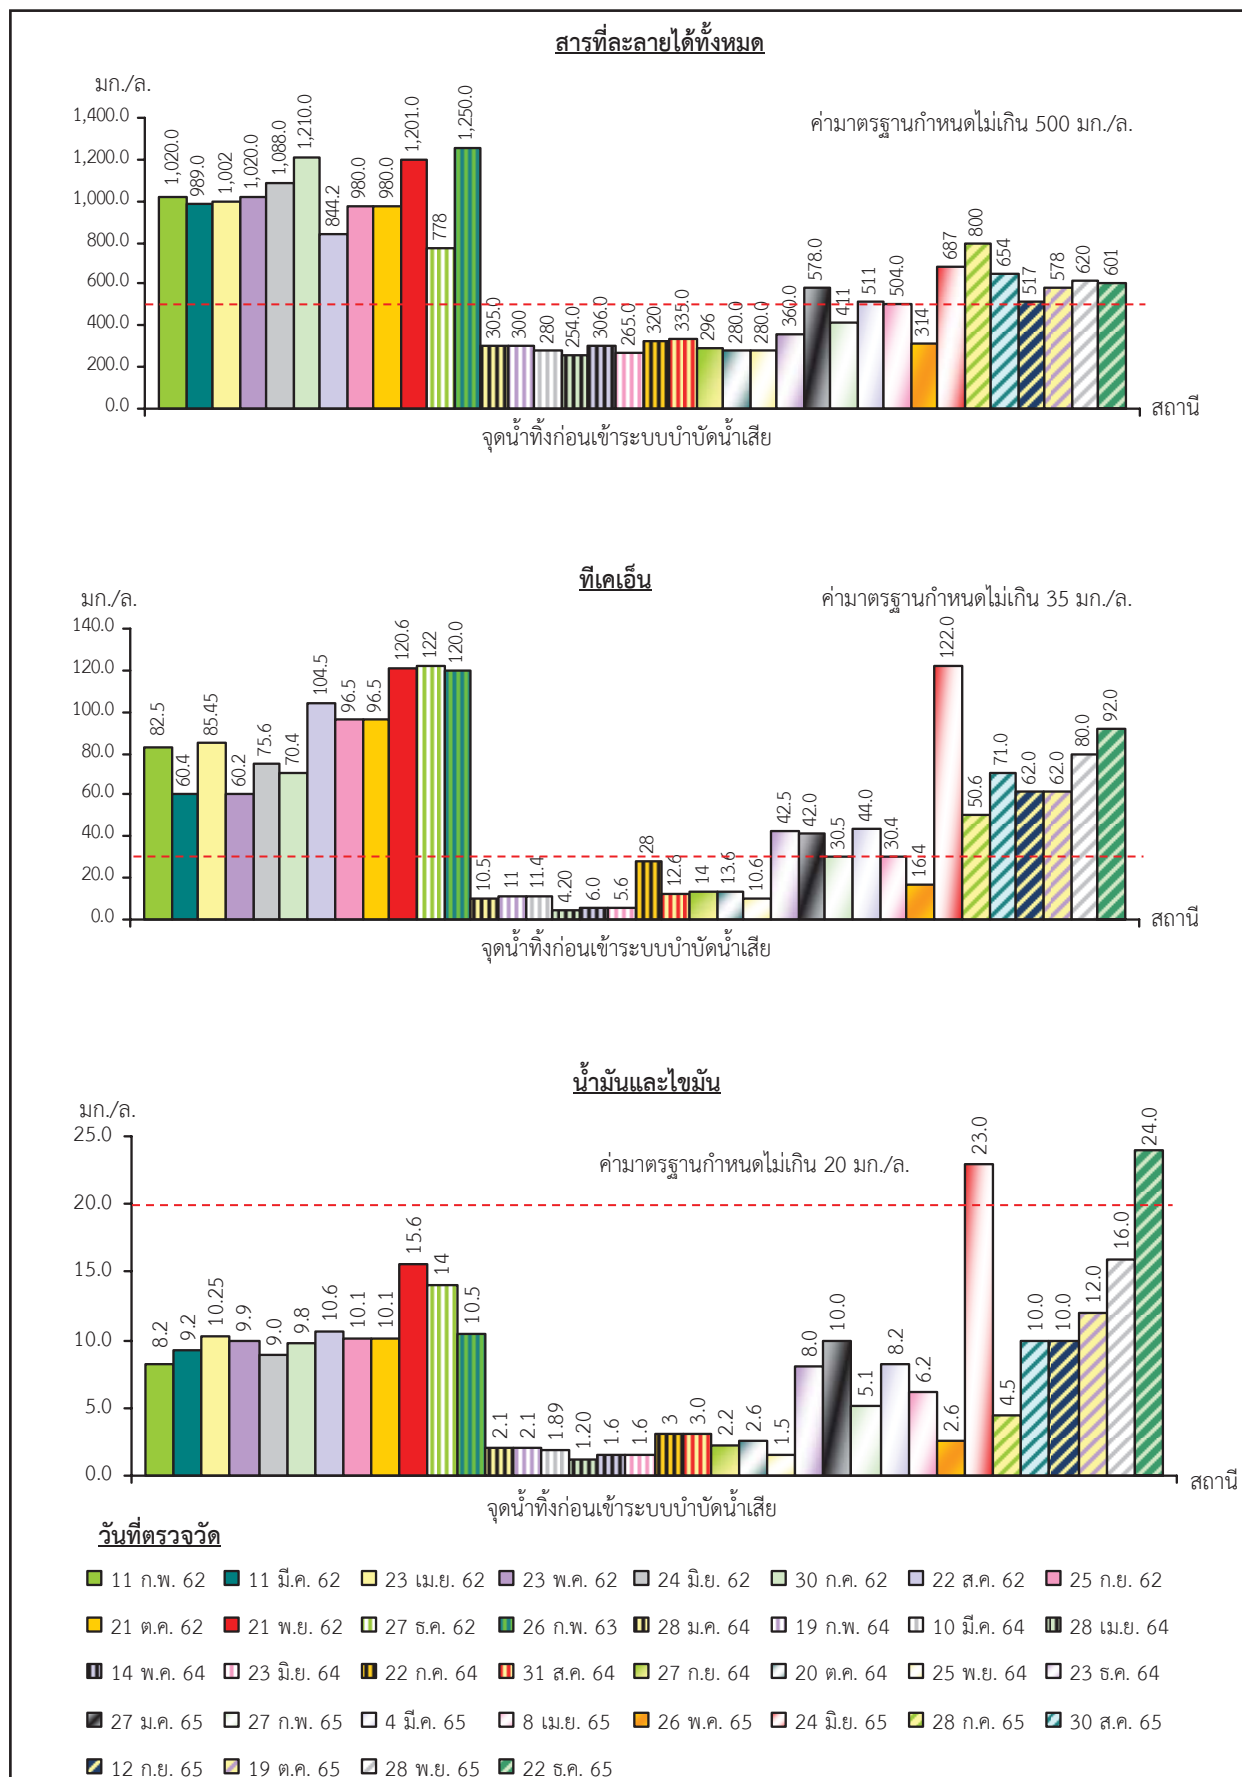 สารที่ละลายได้ทั้งหมด
มก./ล.
ค่ามาตรฐานกำหนดไม่เกิน 500 มก./ล.
1,400.0
1,200.0
1,000.0
800.0
600.0
400.0
200.0
0.0
1,020.0 989.0 1,002 1,020.0 1,088.0 1,210.0 844.2 980.0 980.0 1,201.0 778 1,250.0 305.0 300 280 254.0 306.0 265.0 320 335.0 296 280.0 280.0 360.0 578.0 411 511 504.0 314 687 800 654 517 578 620 601
สถานี
จุดน้ำทิ้งก่อนเข้าระบบบำบัดน้ำเสีย
ทีเคเอ็น
มก./ล.
ค่ามาตรฐานกำหนดไม่เกิน 35 มก./ล.
140.0
120.0
100.0
80.0
60.0
40.0
20.0
0.0
82.5 60.4 85.45 60.2 75.6 70.4 104.5 96.5 96.5 120.6 122 120.0 10.5 11 11.4 4.20 6.0 5.6 28 12.6 14 13.6 10.6 42.5 42.0 30.5 44.0 30.4 16.4 122.0 50.6 71.0 62.0 62.0 80.0 92.0
สถานี
จุดน้ำทิ้งก่อนเข้าระบบบำบัดน้ำเสีย
น้ำมันและไขมัน
มก./ล.
ค่ามาตรฐานกำหนดไม่เกิน 20 มก./ล.
25.0
20.0
15.0
10.0
5.0
0.0
8.2 9.2 10.25 9.9 9.0 9.8 10.6 10.1 10.1 15.6 14 10.5 2.1 2.1 1.89 1.20 1.6 1.6 3 3.0 2.2 2.6 1.5 8.0 10.0 5.1 8.2 6.2 2.6 23.0 4.5 10.0 10.0 12.0 16.0 24.0
สถานี
จุดน้ำทิ้งก่อนเข้าระบบบำบัดน้ำเสีย
วันที่ตรวจวัด
11 ก.พ. 62 11 มี.ค. 62 23 เม.ย. 62 23 พ.ค. 62 24 มิ.ย. 62 30 ก.ค. 62 22 ส.ค. 62 25 ก.ย. 62
21 ต.ค. 62 21 พ.ย. 62 27 ธ.ค. 62 26 ก.พ. 63 28 ม.ค. 64 19 ก.พ. 64 10 มี.ค. 64 28 เม.ย. 64
14 พ.ค. 64 23 มิ.ย. 64 22 ก.ค. 64 31 ส.ค. 64 27 ก.ย. 64 20 ต.ค. 64 25 พ.ย. 64 23 ธ.ค. 64
27 ม.ค. 65 27 ก.พ. 65 4 มี.ค. 65 8 เม.ย. 65 26 พ.ค. 65 24 มิ.ย. 65 28 ก.ค. 65 30 ส.ค. 65
12 ก.ย. 65 19 ต.ค. 65 28 พ.ย. 65 22 ธ.ค. 65